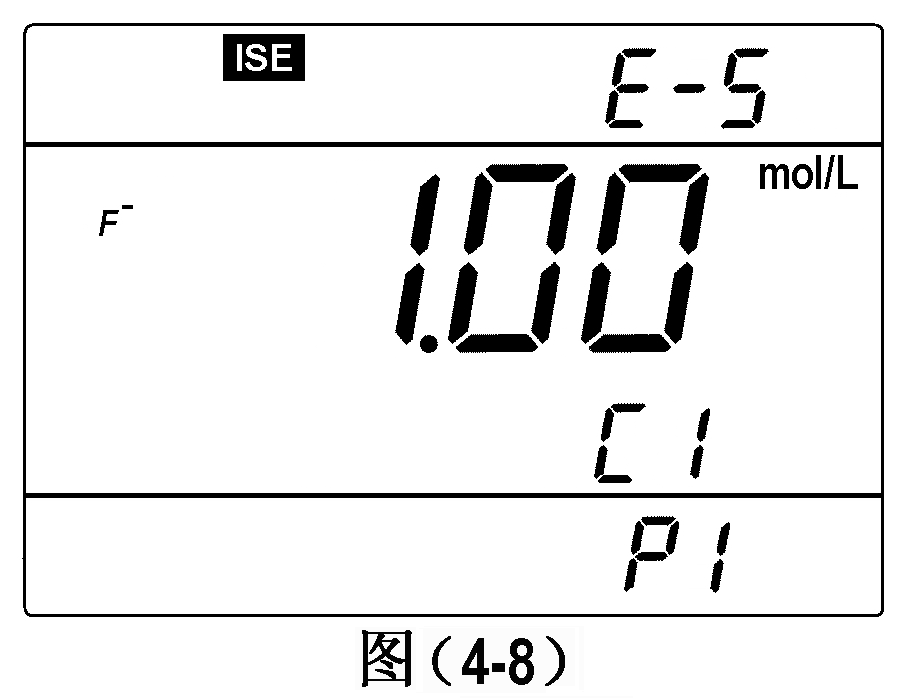 ISE
E-5
F⁻
1.00 mol/L
C1
P1
图（4-8）